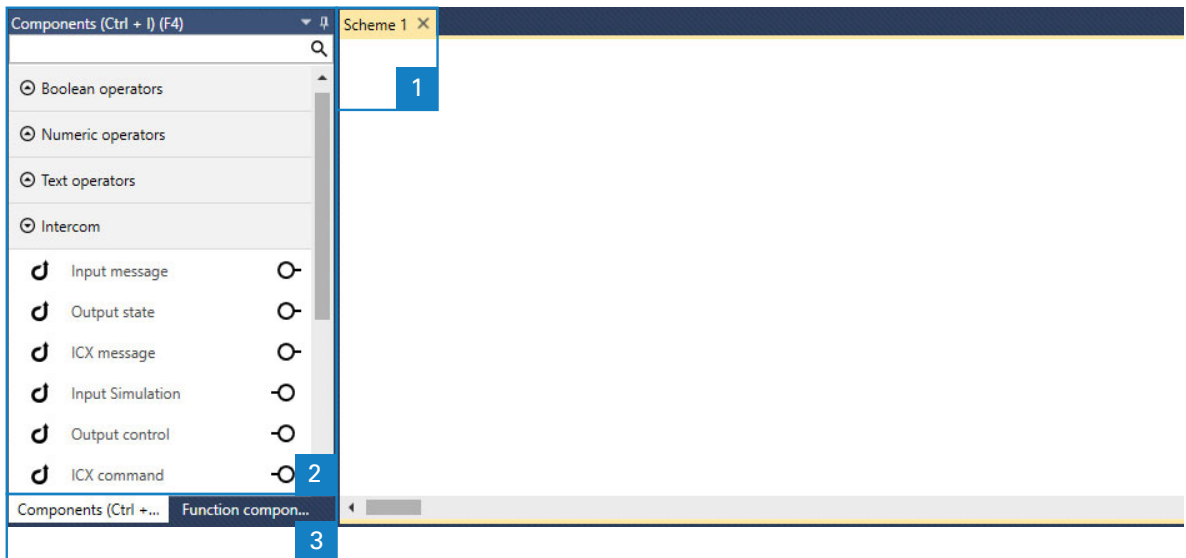 Components (Ctrl + I) (F4)
Scheme 1
1
Boolean operators
Numeric operators
Text operators
Intercom
Input message
Output state
ICX message
Input Simulation
Output control
ICX command
2
Components (Ctrl +...
Function compon...
3